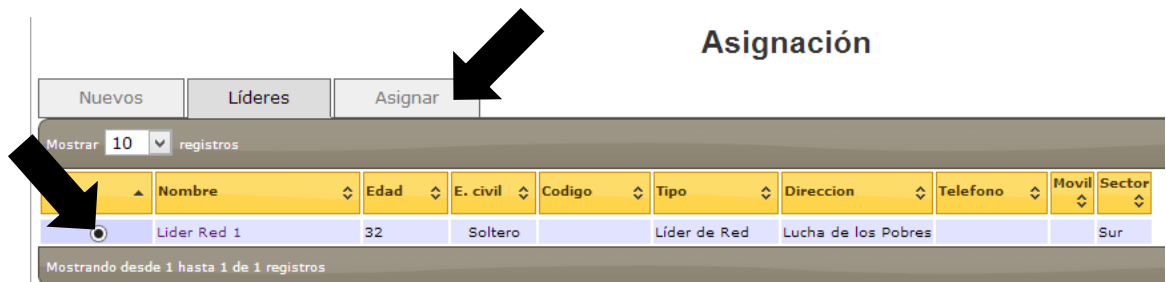 Asignación
Nuevos Líderes Asignar
Mostrar 10 registros
Nombre Edad E. civil Codigo Tipo Direccion Telefono Movil Sector
Lider Red 1 32 Soltero Líder de Red Lucha de los Pobres Sur
Mostrando desde 1 hasta 1 de 1 registros